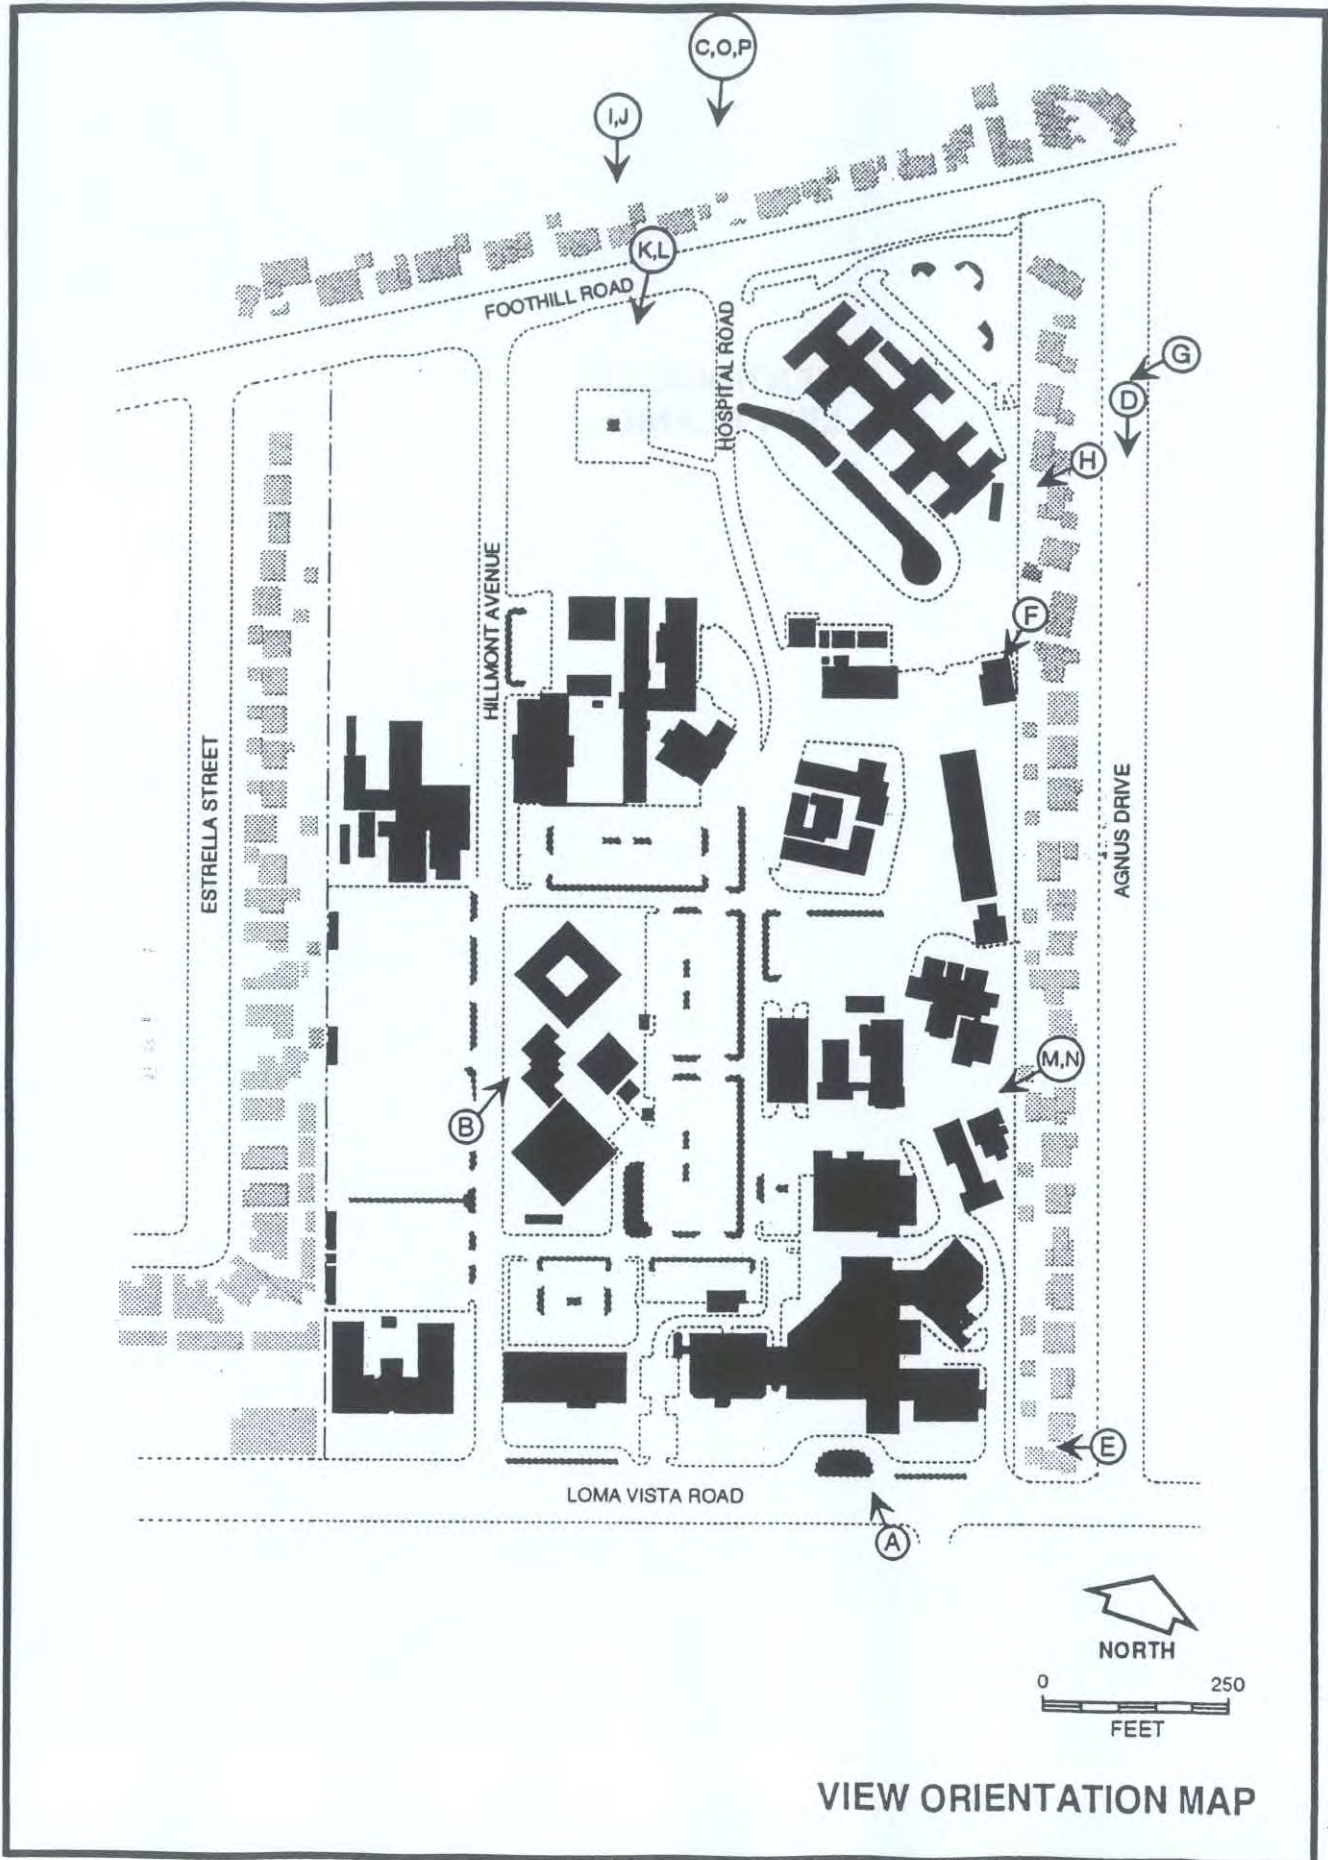 C,O,P
I,J
K,L
FOOTHILL ROAD
HOSPITAL ROAD
G
D
H
HILLMONT AVENUE
F
ESTRELLA STREET
AGNUS DRIVE
M,N
B
E
LOMA VISTA ROAD
A
NORTH
0 250
FEET
VIEW ORIENTATION MAP